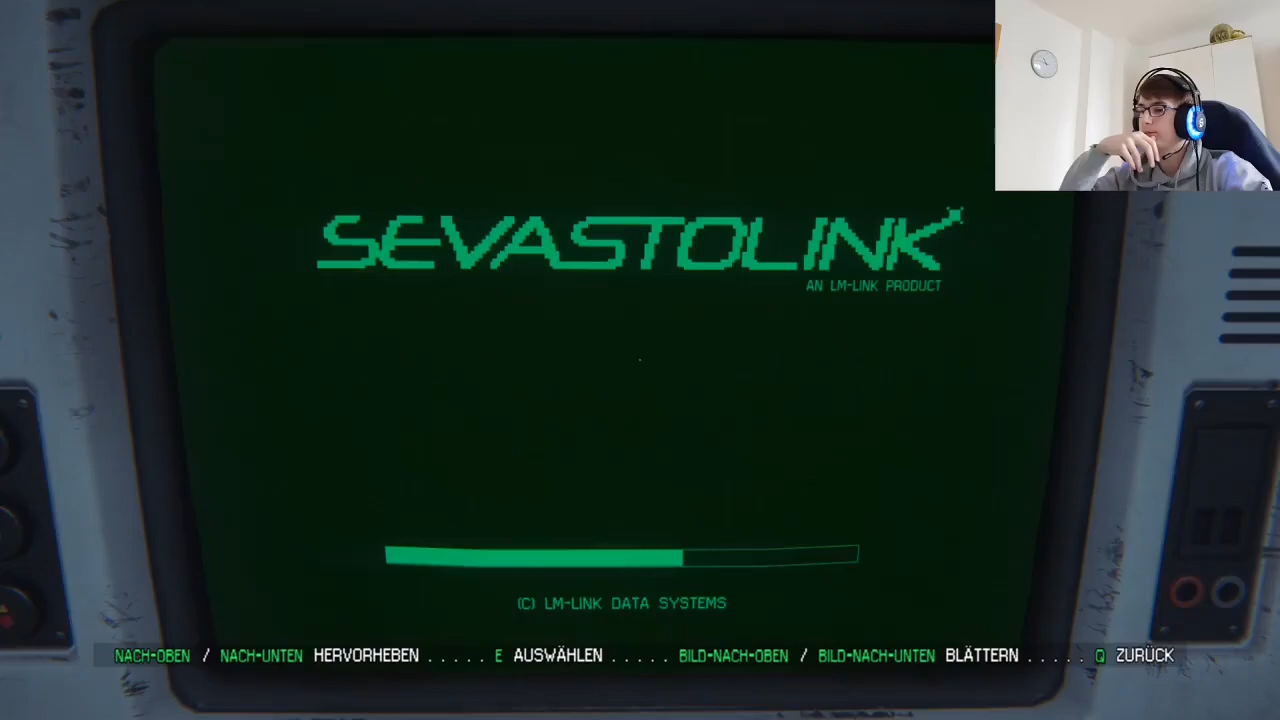 SEVASTOLINK
AN LM-LINK PRODUCT
(C) LM-LINK DATA SYSTEMS
NACH-OBEN / NACH-UNTEN HERVORHEBEN ..... E AUSWÄHLEN ..... BILD-NACH-OBEN / BILD-NACH-UNTEN BLÄTTERN ..... Q ZURÜCK